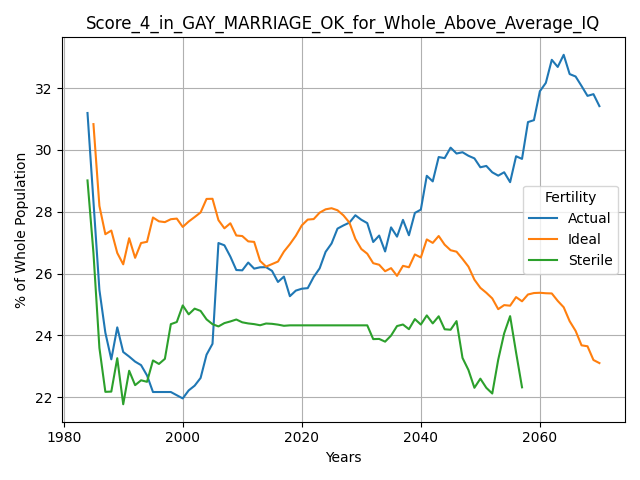 Score_4_in_GAY_MARRIAGE_OK_for_Whole_Above_Average_IQ
% of Whole Population
32
30
28
26
24
22
Fertility
Actual
Ideal
Sterile
1980 2000 2020 2040 2060
Years